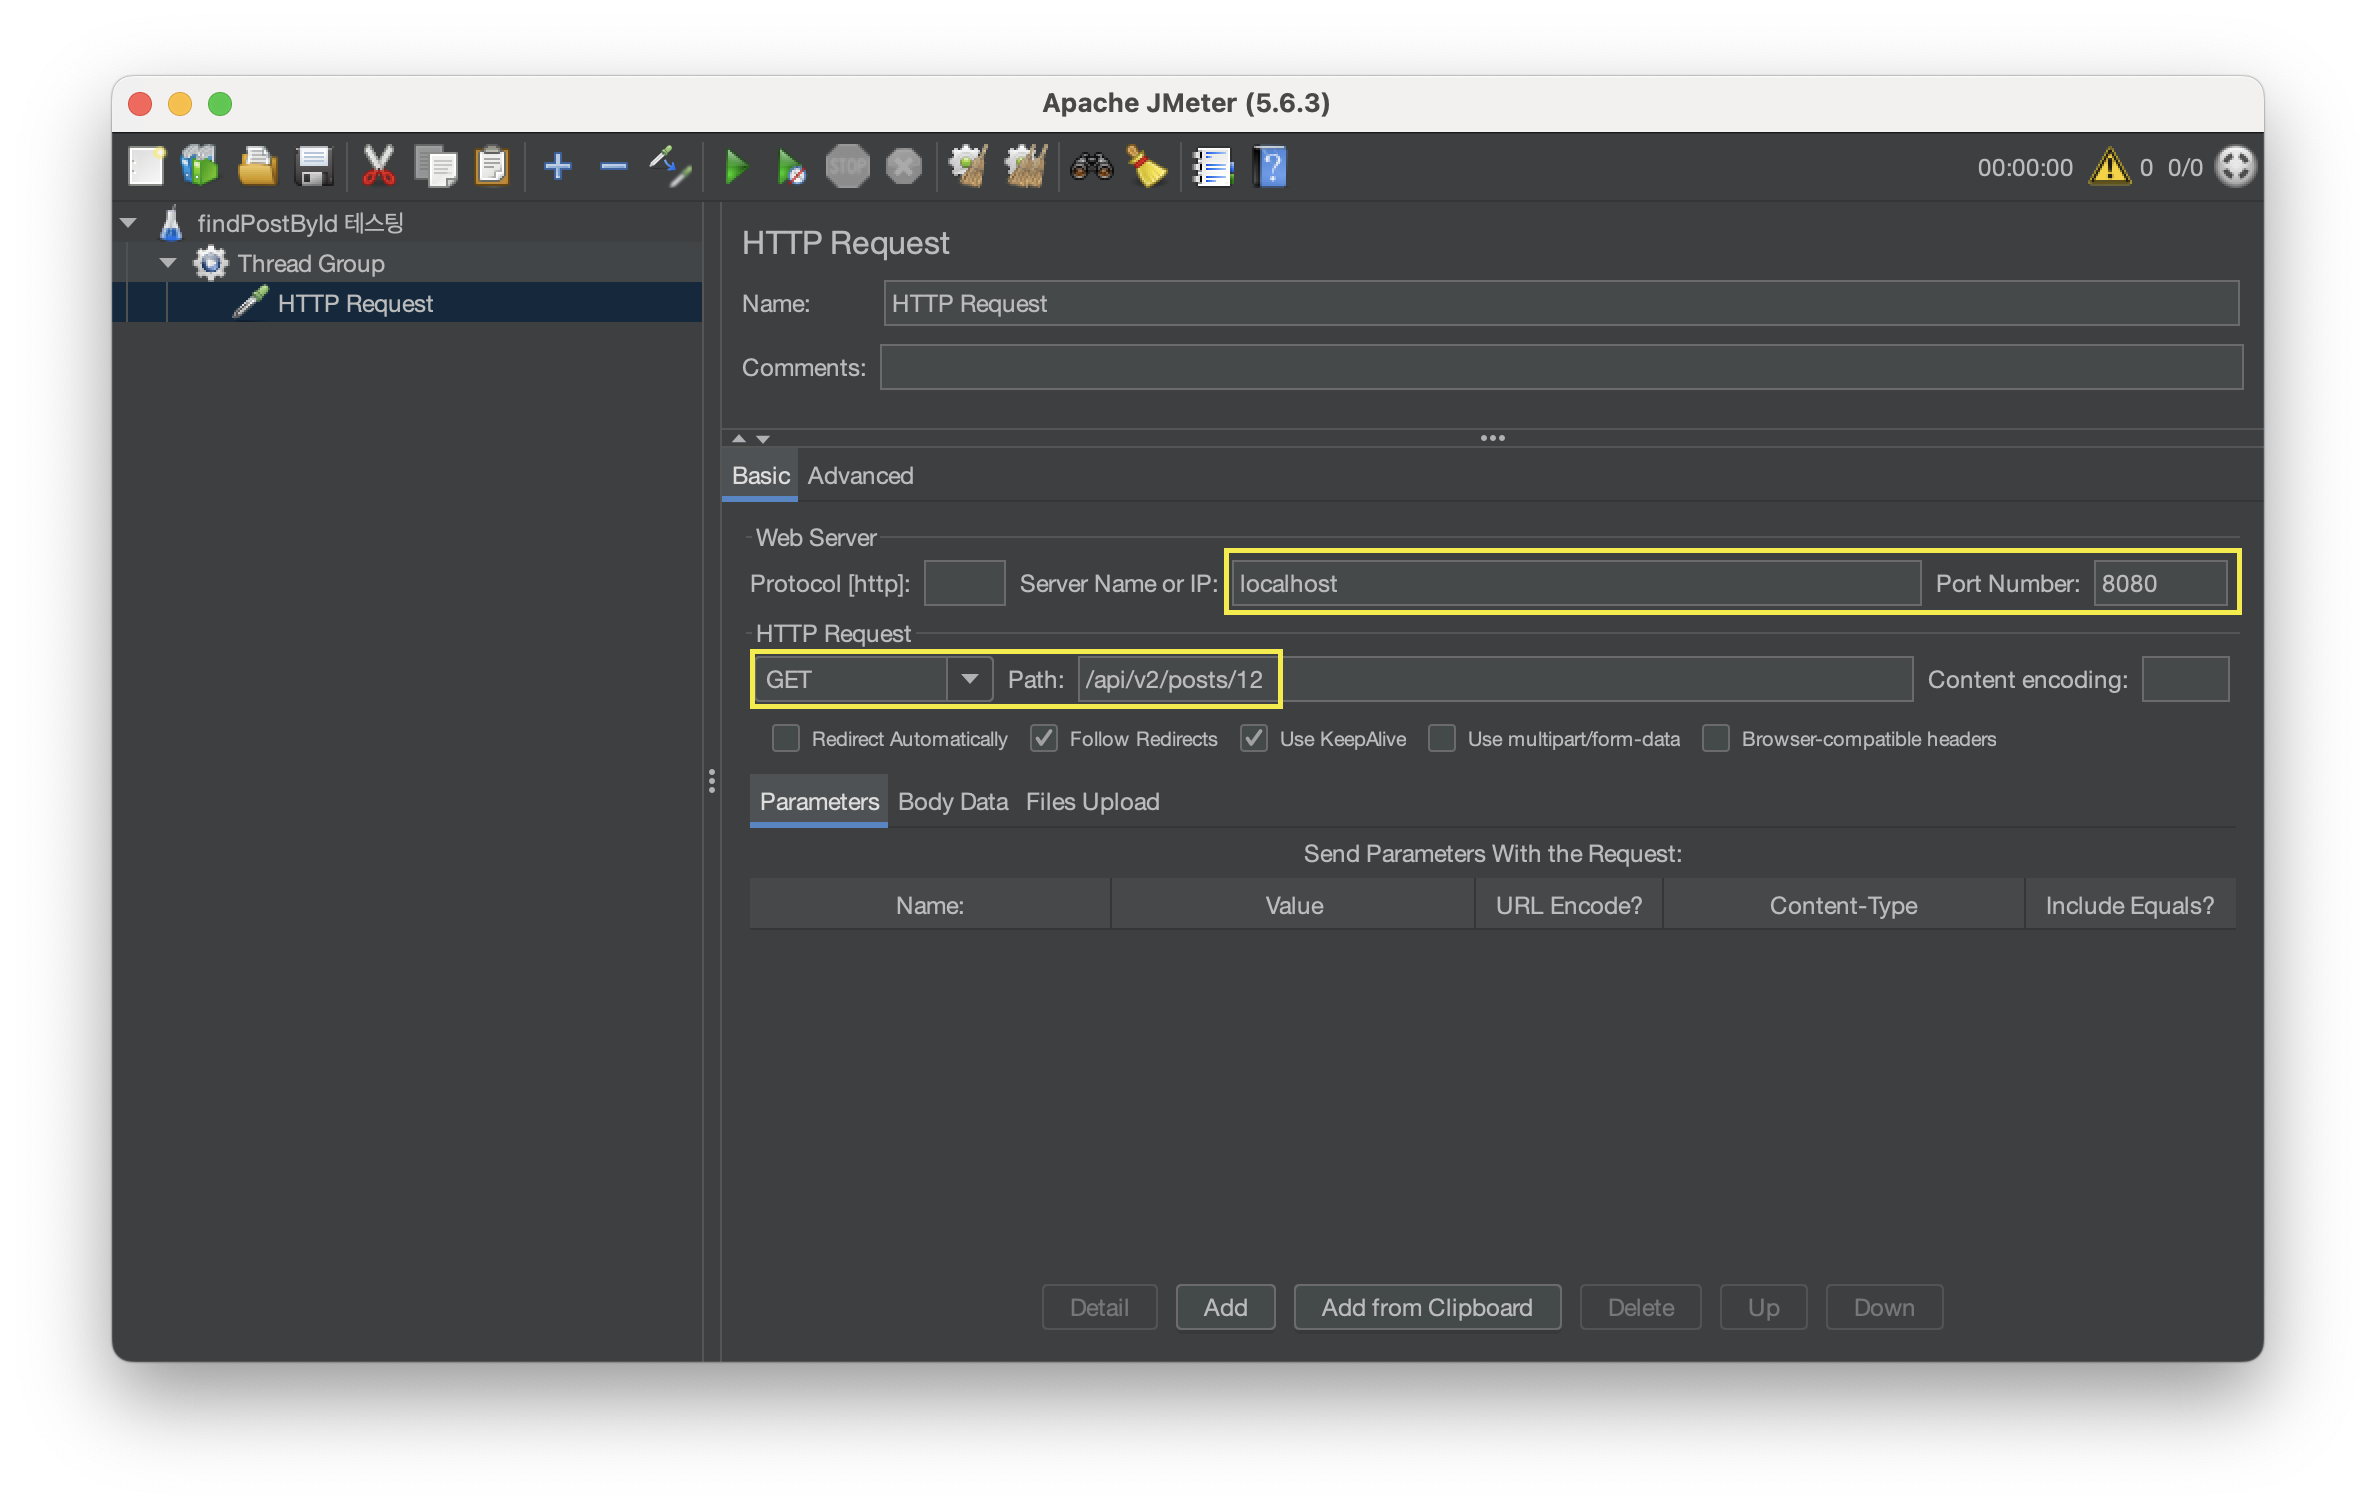 Apache JMeter (5.6.3)
STOP
?
00:00:00 0 0/0
findPostById 테스팅
Thread Group
HTTP Request
HTTP Request
Name: HTTP Request
Comments:
Basic Advanced
Web Server
Protocol [http]: Server Name or IP: localhost Port Number: 8080
HTTP Request
GET Path: /api/v2/posts/12 Content encoding:
Redirect Automatically Follow Redirects Use KeepAlive Use multipart/form-data Browser-compatible headers
Parameters Body Data Files Upload
Send Parameters With the Request:
Name: Value URL Encode? Content-Type Include Equals?
Detail Add Add from Clipboard Delete Up Down